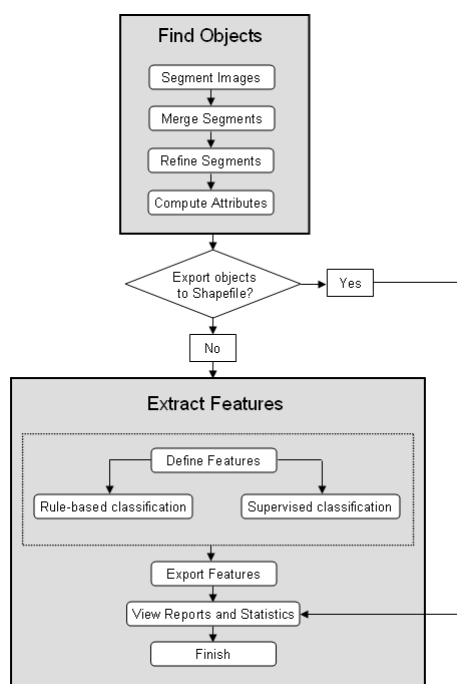 Find Objects
Segment Images
Merge Segments
Refine Segments
Compute Attributes
Export objects
to Shapefile?
Yes
No
Extract Features
Define Features
Rule-based classification
Supervised classification
Export Features
View Reports and Statistics
Finish